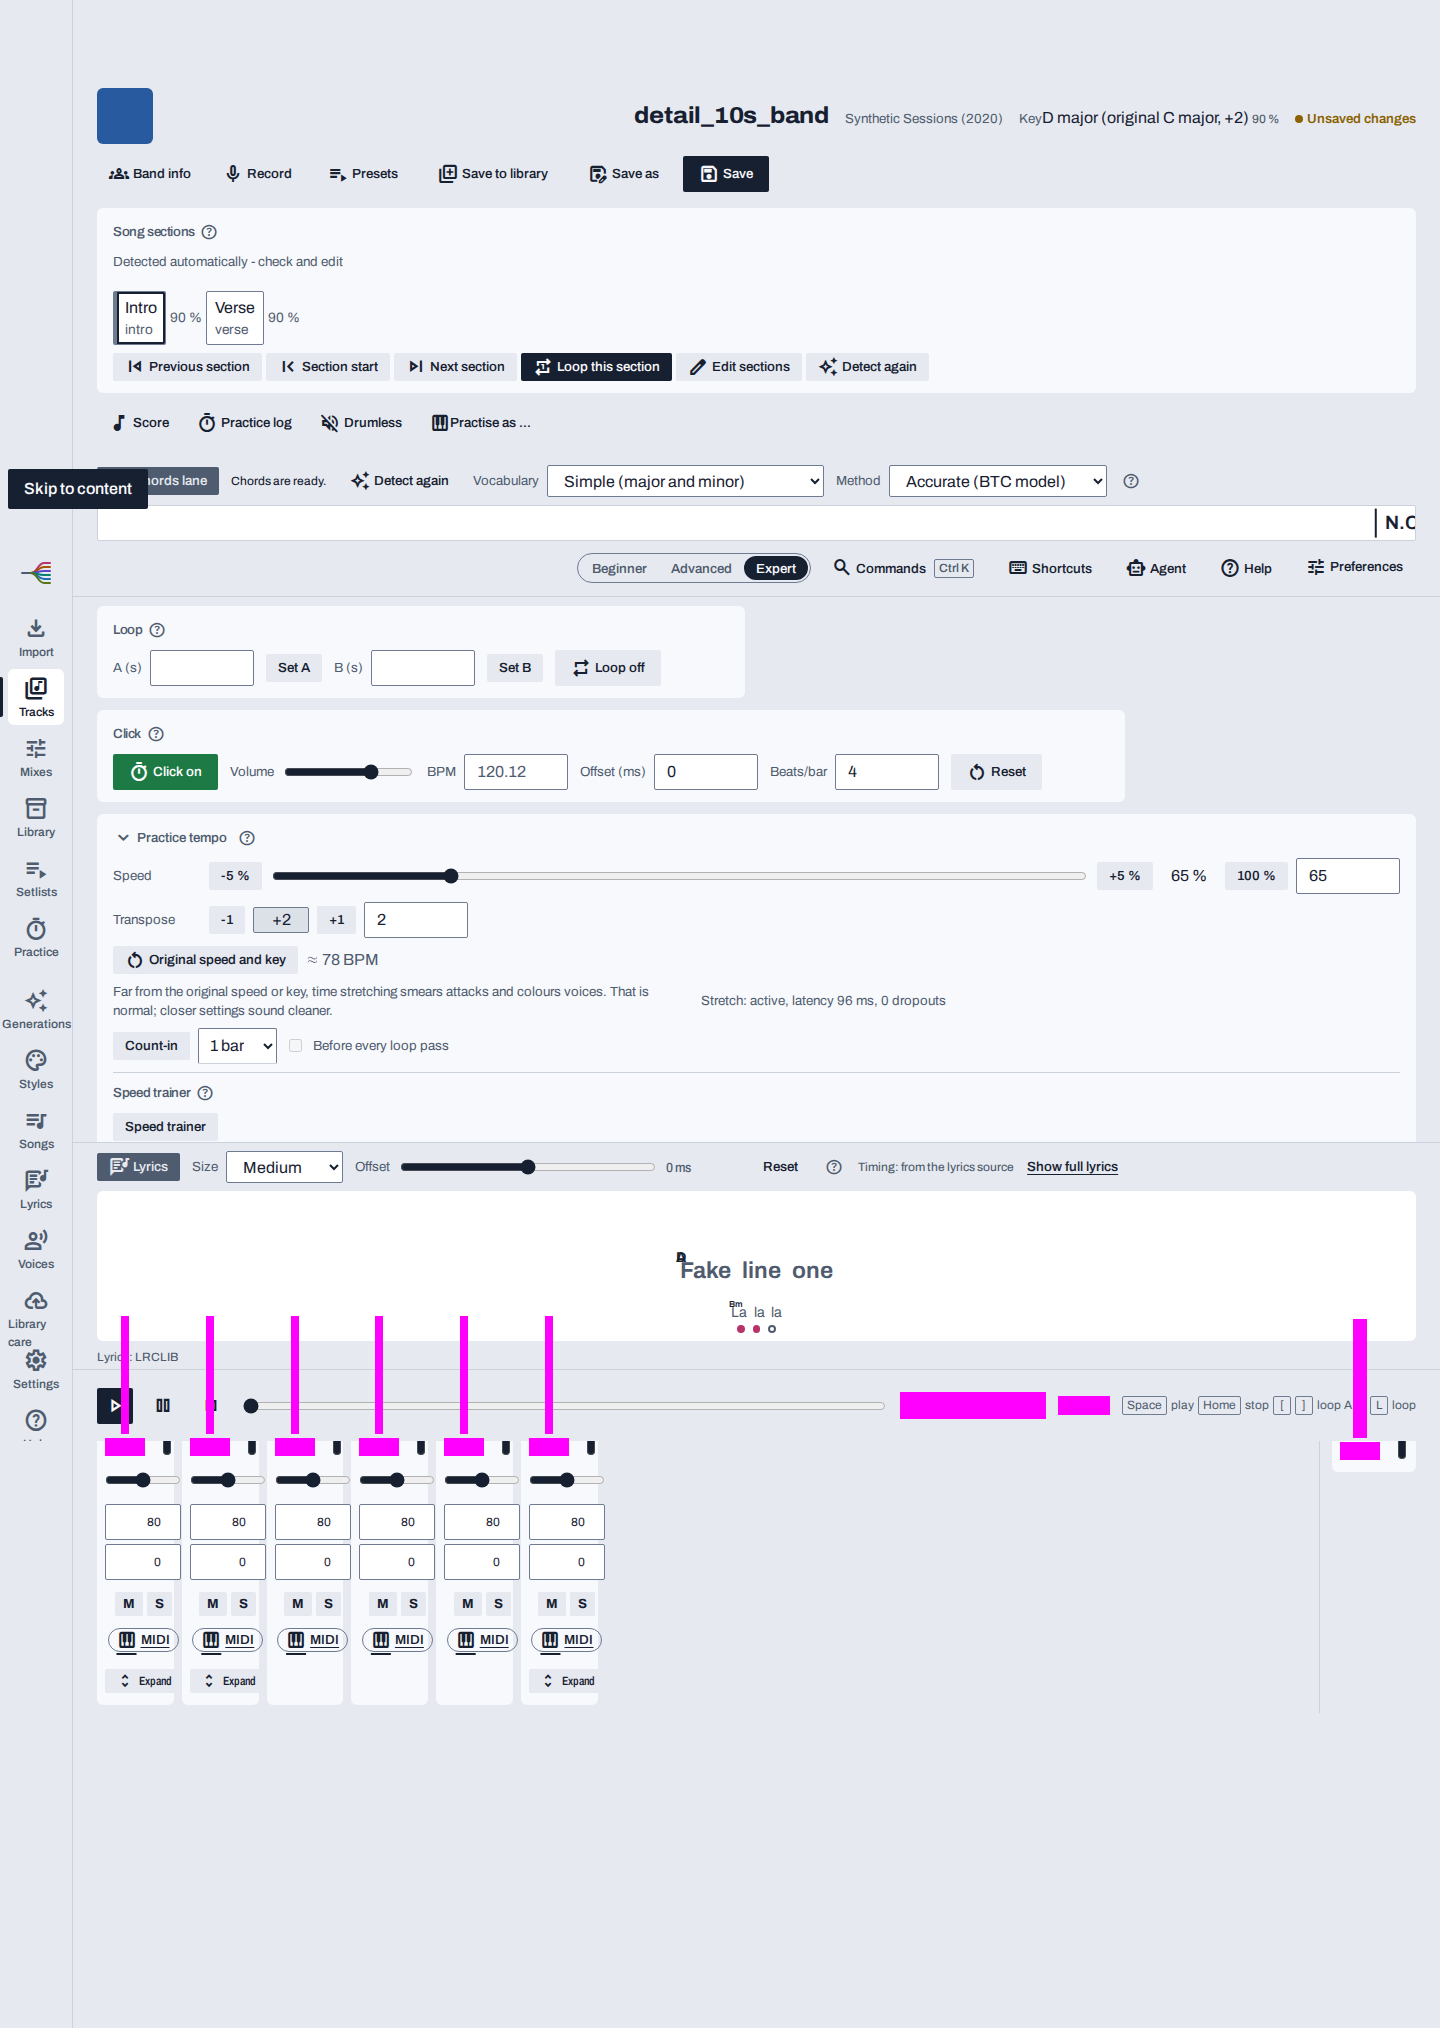 detail_10s_band Synthetic Sessions (2020) Key D major (original C major, +2) 90 % Unsaved changes
Band info Record Presets Save to library Save as Save
Song sections
Detected automatically - check and edit
Intro
intro
90 %
Verse
verse
90 %
Previous section Section start Next section Loop this section Edit sections Detect again
Score Practice log Drumless Practise as ...
Skip to content
lane Chords are ready. Detect again Vocabulary Simple (major and minor) Method Accurate (BTC model)
Beginner Advanced Expert Commands Ctrl K Shortcuts Agent Help Preferences
Import
Tracks
Mixes
Library
Setlists
Practice
Generations
Styles
Songs
Lyrics
Voices
Library
care
Settings
Loop
A (s) Set A B (s) Set B Loop off
Click
Click on Volume BPM 120.12 Offset (ms) 0 Beats/bar 4 Reset
Practice tempo
Speed -5 % +5 % 65 % 100 % 65
Transpose -1 +2 +1 2
Original speed and key ≈ 78 BPM
Far from the original speed or key, time stretching smears attacks and colours voices. That is
normal; closer settings sound cleaner.
Stretch: active, latency 96 ms, 0 dropouts
Count-in 1 bar Before every loop pass
Speed trainer
Speed trainer
Lyrics Size Medium Offset 0 ms Reset Timing: from the lyrics source Show full lyrics
Fake line one
Bm
La la la
LRCLIB
Space play Home stop [ ] loop A L loop
80 80 80 80 80 80
0 0 0 0 0 0
M S M S M S M S M S M S
MIDI MIDI MIDI MIDI MIDI MIDI
Expand Expand Expand